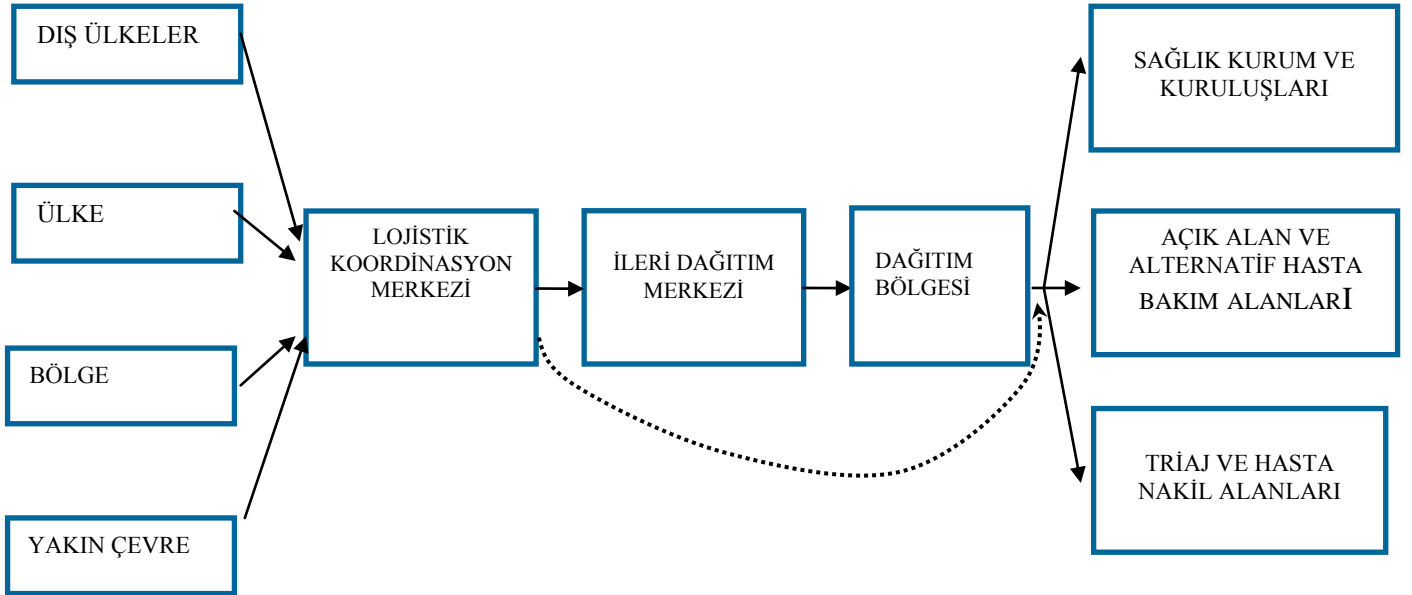 DIŞ ÜLKELER
ÜLKE
BÖLGE
YAKIN ÇEVRE
LOJİSTİK
KOORDİNASYON
MERKEZİ
İLERİ DAĞITIM
MERKEZİ
DAĞITIM
BÖLGESİ
SAĞLIK KURUM VE
KURULUŞLARI
AÇIK ALAN VE
ALTERNATİF HASTA
BAKIM ALANLARI
TRİAJ VE HASTA
NAKİL ALANLARI